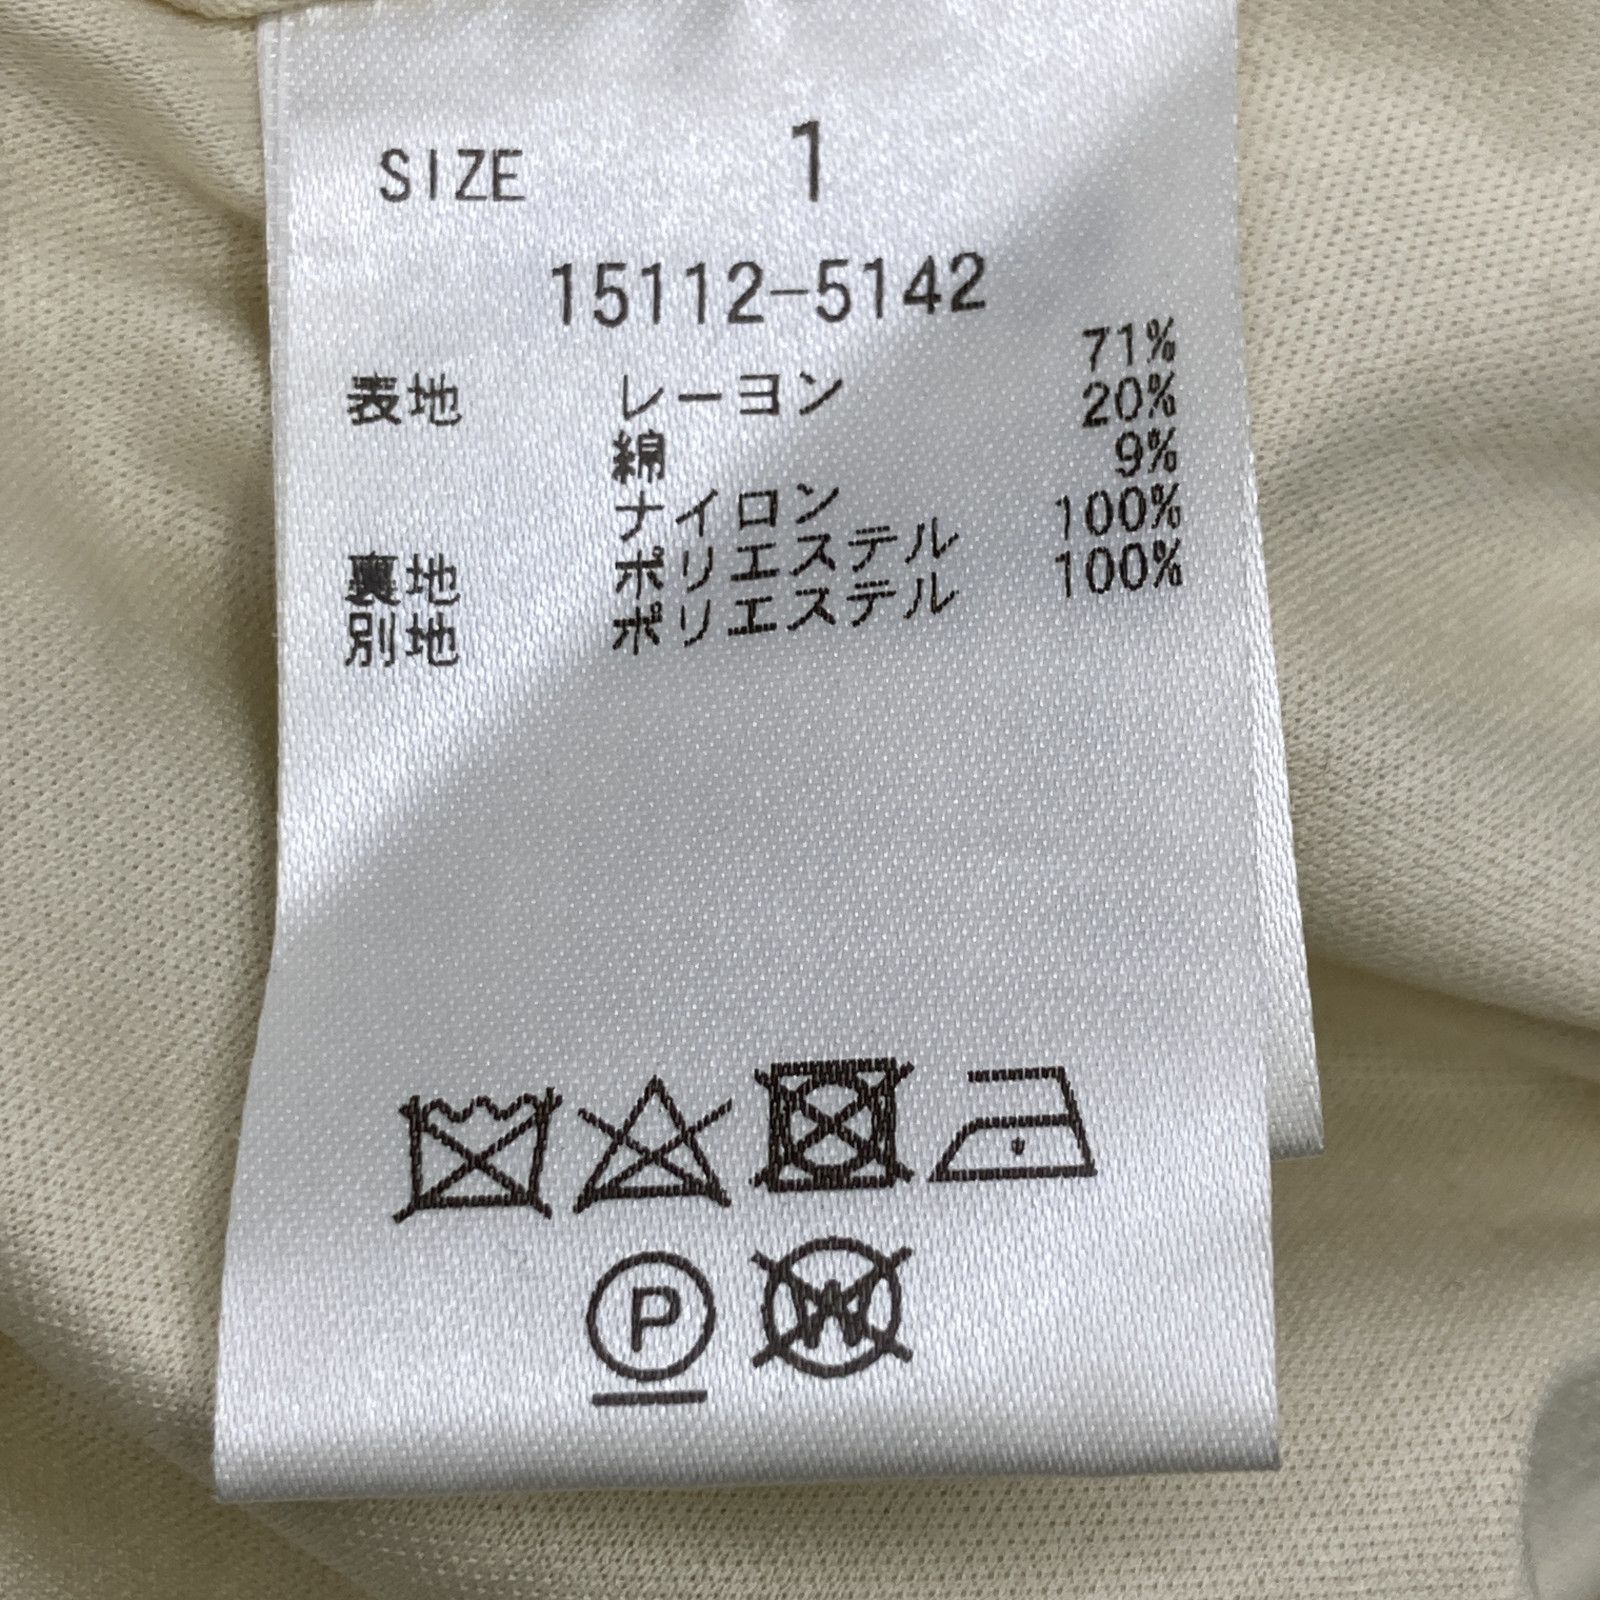 SIZE 1
15112-5142
表地 レーヨン 71%
綿 20%
ナイロン 9%
裏地 ポリエステル 100%
別地 ポリエステル 100%
P
W